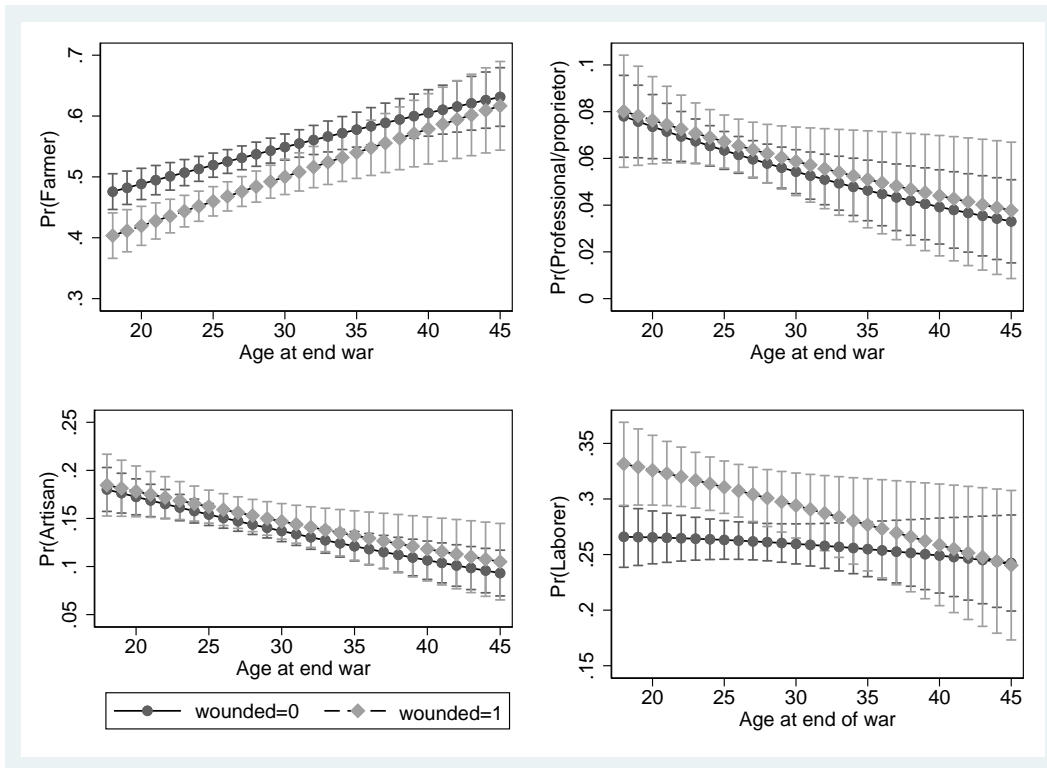 Pr(Farmer)
.7
.6
.5
.4
.3
20 25 30 35 40 45
Age at end war
Pr(Professional/proprietor)
.1
.08
.06
.04
.02
0
20 25 30 35 40 45
Age at end war
Pr(Artisan)
.25
.2
.15
.1
.05
20 25 30 35 40 45
Age at end war
Pr(Laborer)
.35
.3
.25
.2
.15
20 25 30 35 40 45
Age at end of war
wounded=0 wounded=1